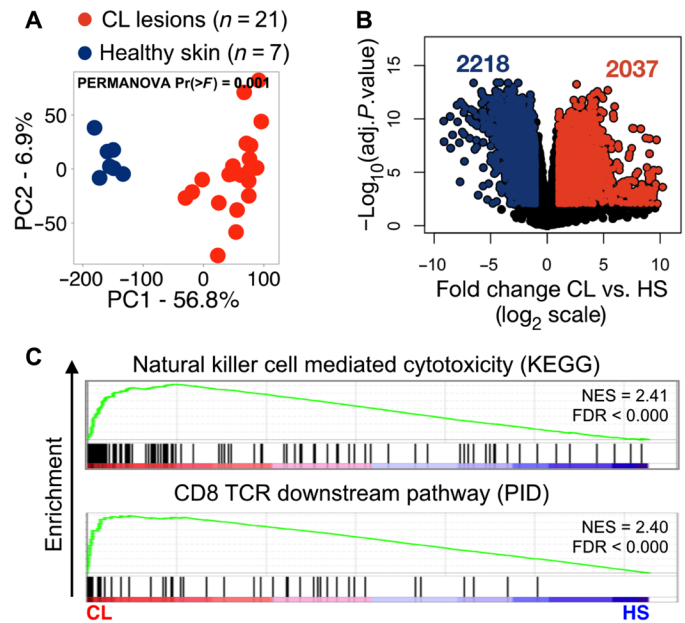 A
CL lesions (n = 21)
Healthy skin (n = 7)
PERMANOVA Pr(>F) = 0.001
50
0
−50
PC2 - 6.9%
−200 −100 0 100
PC1 - 56.8%
B
2218
2037
15
10
5
0
−Log10(adj.P.value)
−10 −5 0 5 10
Fold change CL vs. HS
(log2 scale)
C
Enrichment
Natural killer cell mediated cytotoxicity (KEGG)
NES = 2.41
FDR < 0.000
CD8 TCR downstream pathway (PID)
NES = 2.40
FDR < 0.000
CL HS